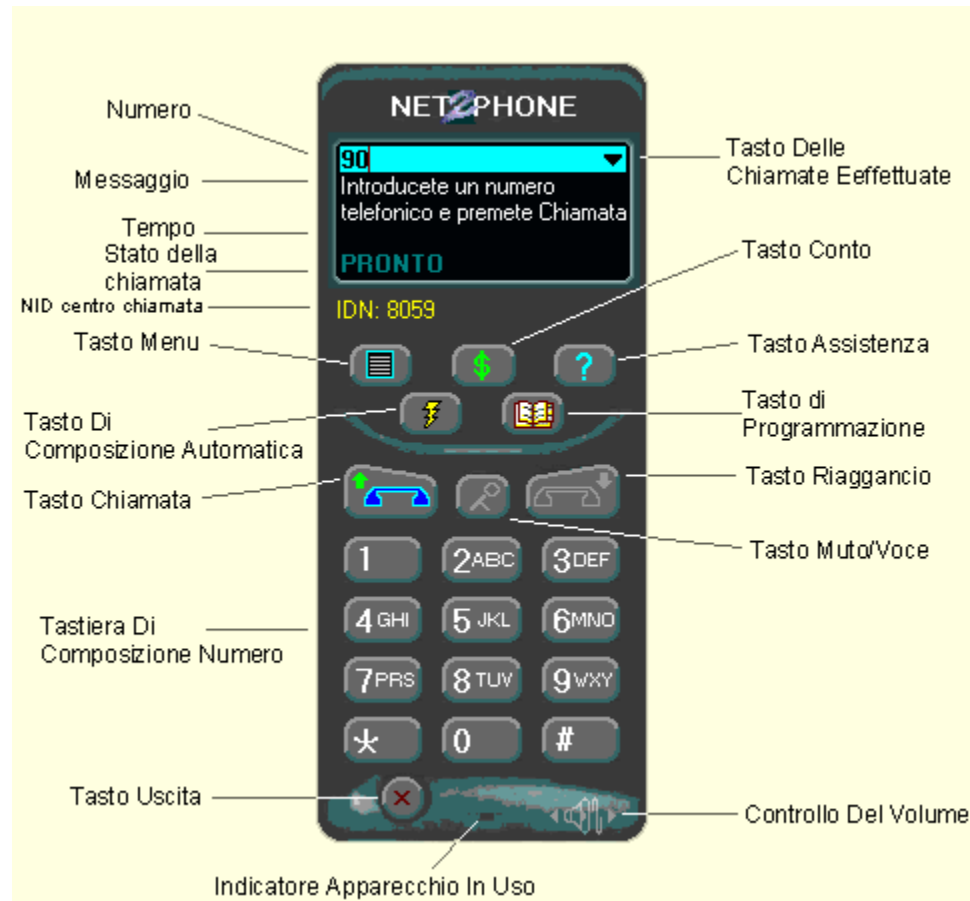 NET2PHONE
Numero
90
Tasto Delle
Chiamate Eeffettuate
Messaggio
Introducete un numero
telefonico e premete Chiamata
Tempo
Stato della
chiamata
PRONTO
Tasto Conto
NID centro chiamata
IDN: 8059
Tasto Menu
$
?
Tasto Assistenza
Tasto Di
Composizione Automatica
Tasto di
Programmazione
Tasto Chiamata
Tasto Riaggancio
Tasto Muto/Voce
1 2ABC 3DEF
4GHI 5JKL 6MNO
Tastiera Di
Composizione Numero
7PRS 8TUV 9WXY
* 0 #
Tasto Uscita
Controllo Del Volume
Indicatore Apparecchio In Uso